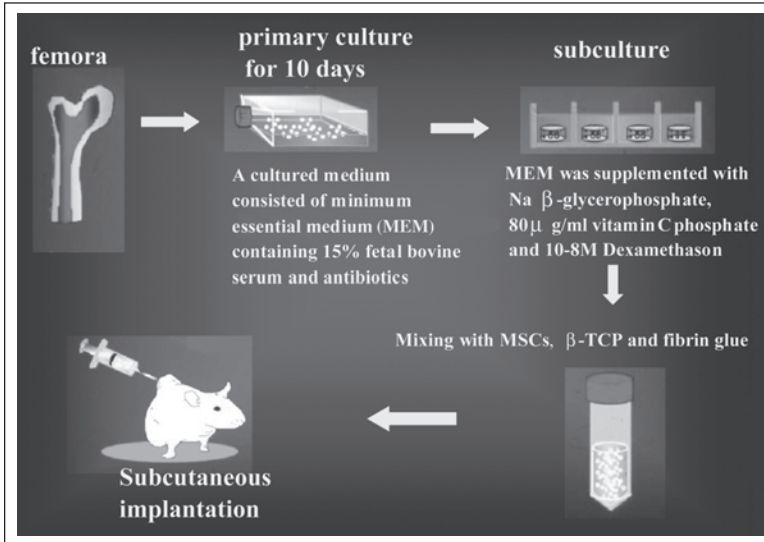 femora
primary culture
for 10 days
subculture
A cultured medium
consisted of minimum
essential medium (MEM)
containing 15% fetal bovine
serum and antibiotics
MEM was supplemented with
Na β-glycerophosphate,
80μ g/ml vitamin C phosphate
and 10-8M Dexamethason
Mixing with MSCs, β-TCP and fibrin glue
Subcutaneous
implantation